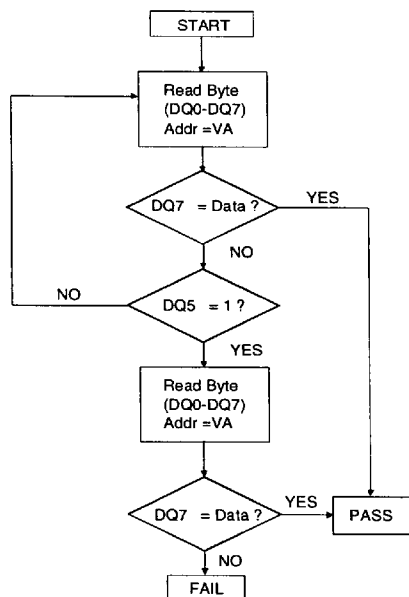 START
Read Byte
(DQ0-DQ7)
Addr =VA
DQ7 = Data ?
YES
NO
DQ5 = 1 ?
NO
YES
Read Byte
(DQ0-DQ7)
Addr =VA
DQ7 = Data ?
YES
PASS
NO
FAIL